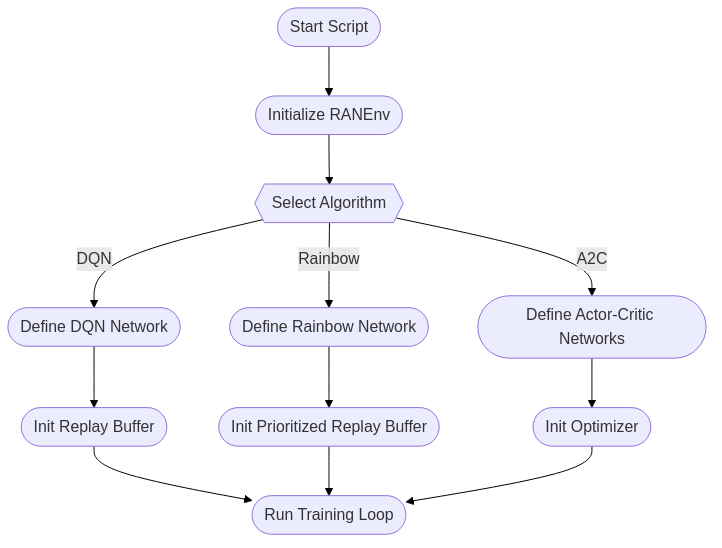 Start Script
Initialize RANEnv
Select Algorithm
DQN
Rainbow
A2C
Define DQN Network
Define Rainbow Network
Define Actor-Critic
Networks
Init Replay Buffer
Init Prioritized Replay Buffer
Init Optimizer
Run Training Loop